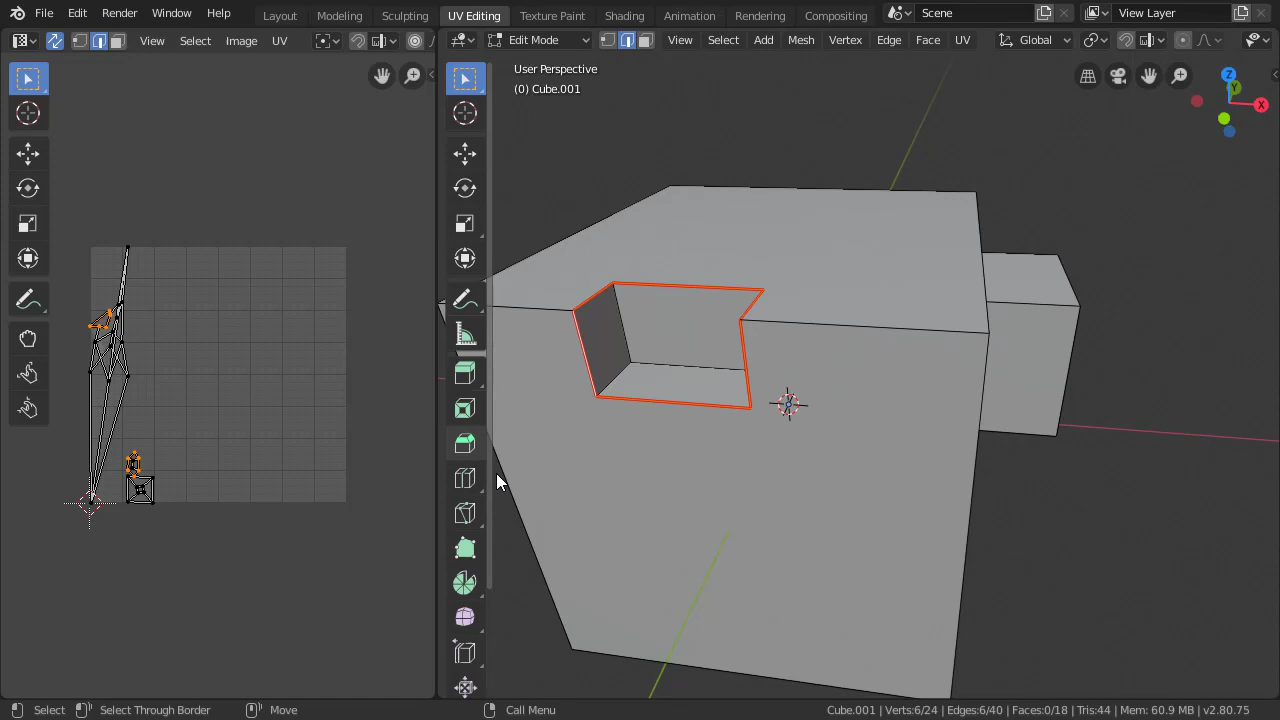 File Edit Render Window Help Layout Modeling Sculpting UV Editing Texture Paint Shading Animation Rendering Compositing Scene View Layer
View Select Image UV Edit Mode View Select Add Mesh Vertex Edge Face UV Global
User Perspective
(0) Cube.001
Z
Y
X
Select Select Through Border Move Call Menu Cube.001 | Verts:6/24 | Edges:6/40 | Faces:0/18 | Tris:44 | Mem: 60.9 MB | v2.80.75